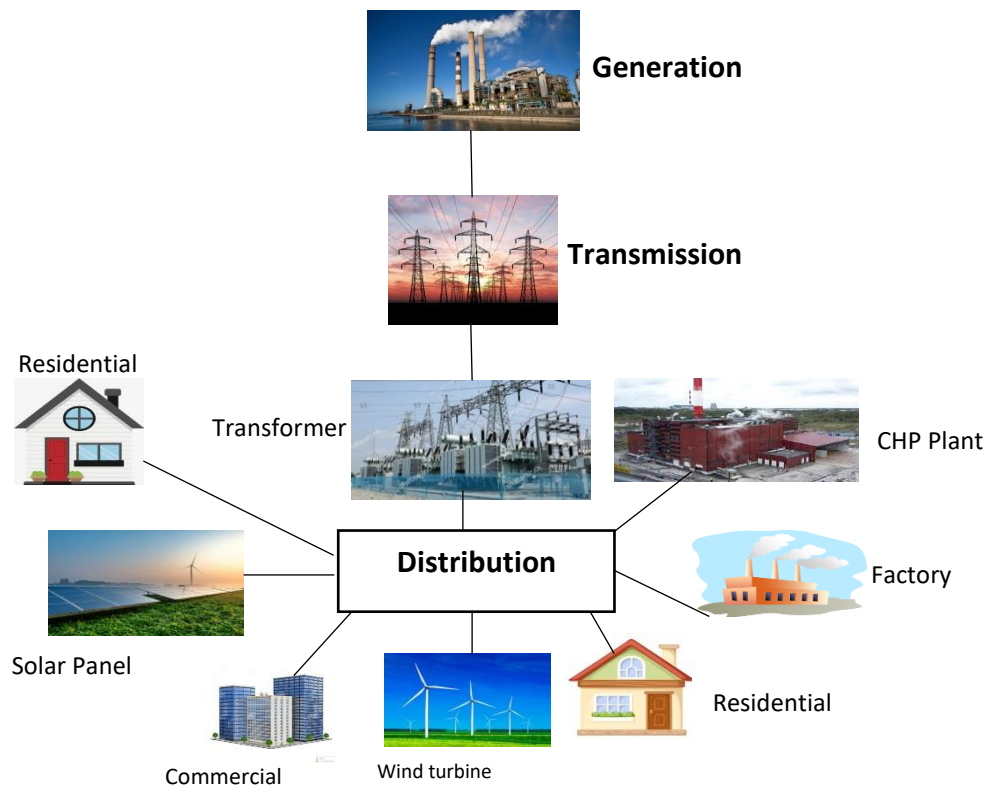 Generation
Transmission
Residential
Transformer
CHP Plant
Distribution
Factory
Solar Panel
Residential
Commercial
Wind turbine